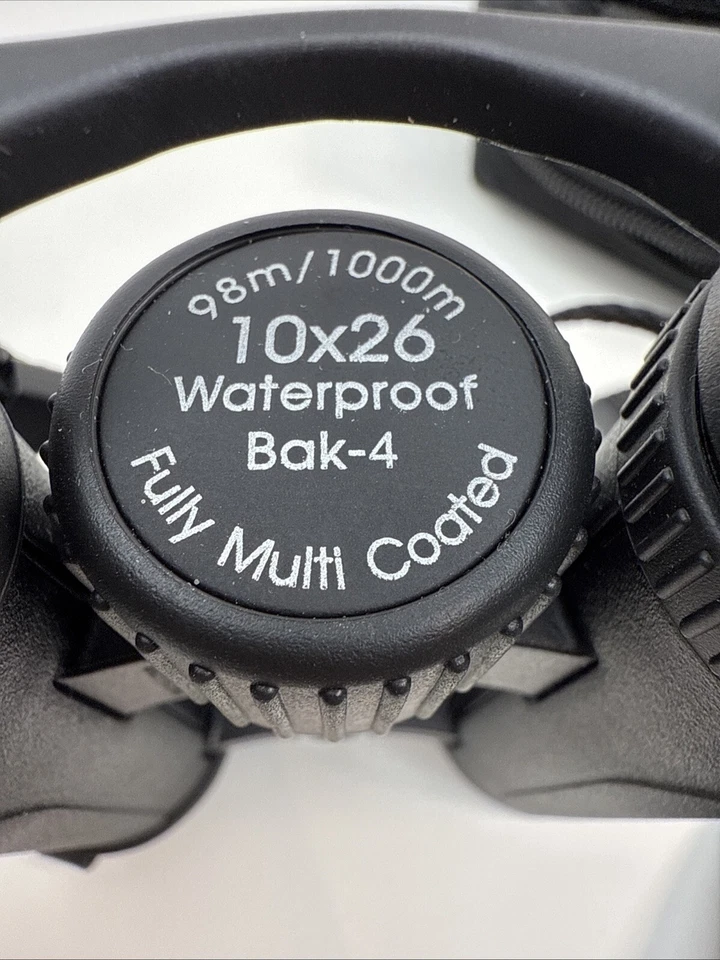 98m/1000m
10x26
Waterproof
Bak-4
Fully Multi Coated